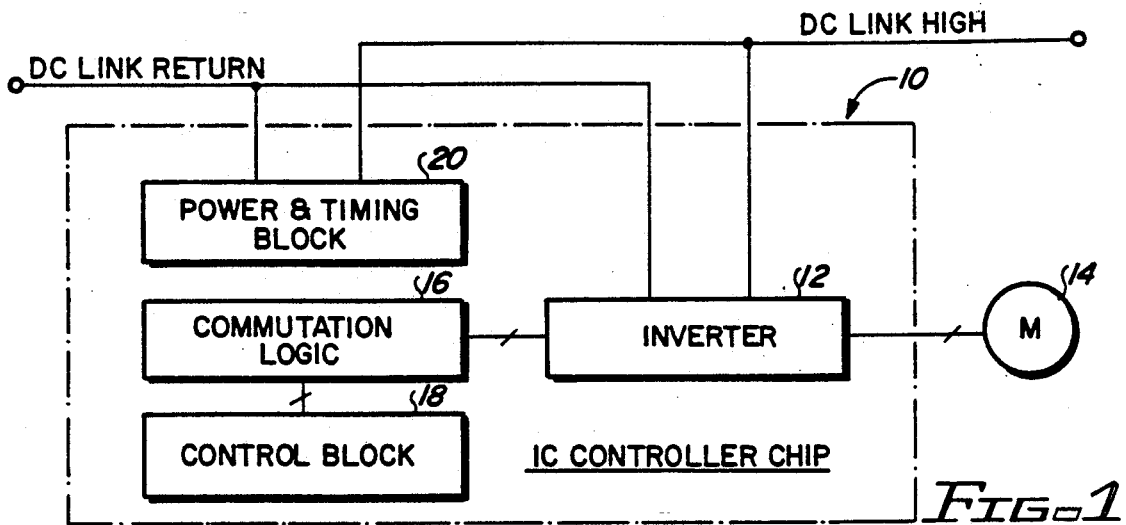 DC LINK HIGH
DC LINK RETURN
10
20
POWER & TIMING
BLOCK
16
COMMUTATION
LOGIC
12
INVERTER
14
M
18
CONTROL BLOCK
IC CONTROLLER CHIP
FIG-1